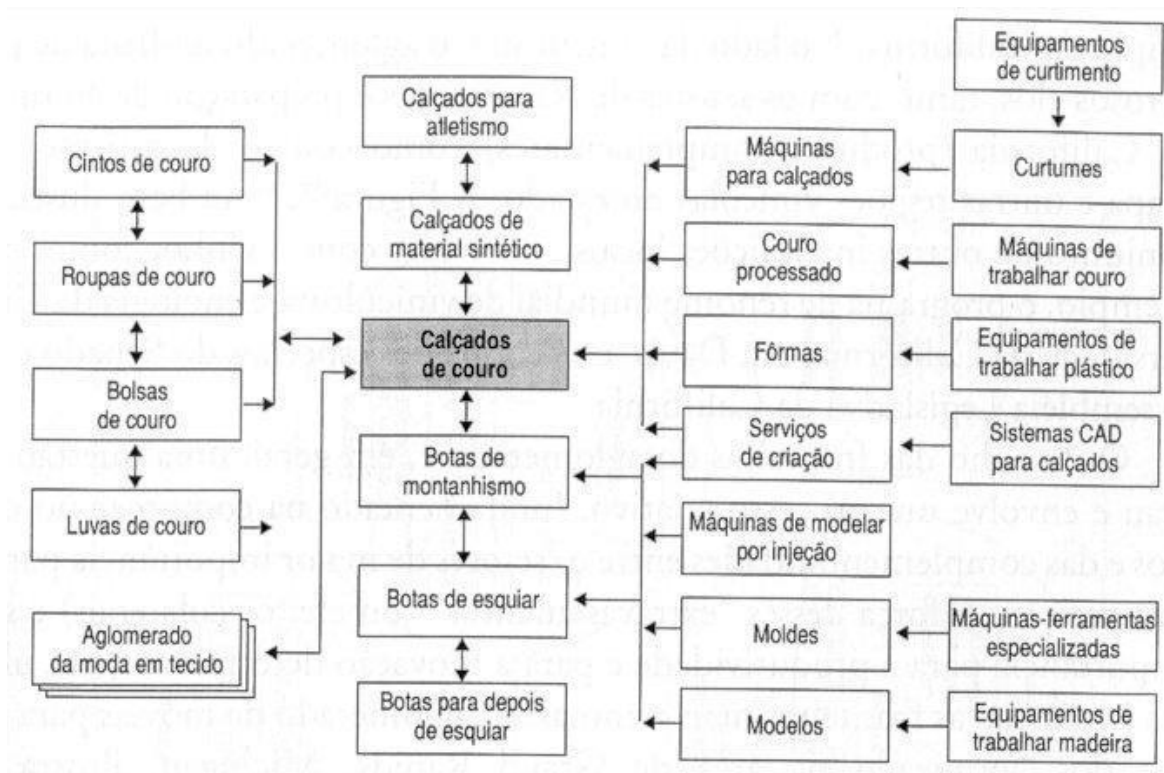 Cintos de couro
Roupas de couro
Bolsas
de couro
Luvas de couro
Aglomerado
da moda em tecido
Calçados para
atletismo
Calçados de
material sintético
Calçados
de couro
Botas de
montanhismo
Botas de esquiar
Botas para depois
de esquiar
Máquinas
para calçados
Couro
processado
Fôrmas
Serviços
de criação
Máquinas de modelar
por injeção
Moldes
Modelos
Equipamentos
de curtimento
Curtumes
Máquinas de
trabalhar couro
Equipamentos de
trabalhar plástico
Sistemas CAD
para calçados
Máquinas-ferramentas
especializadas
Equipamentos de
trabalhar madeira